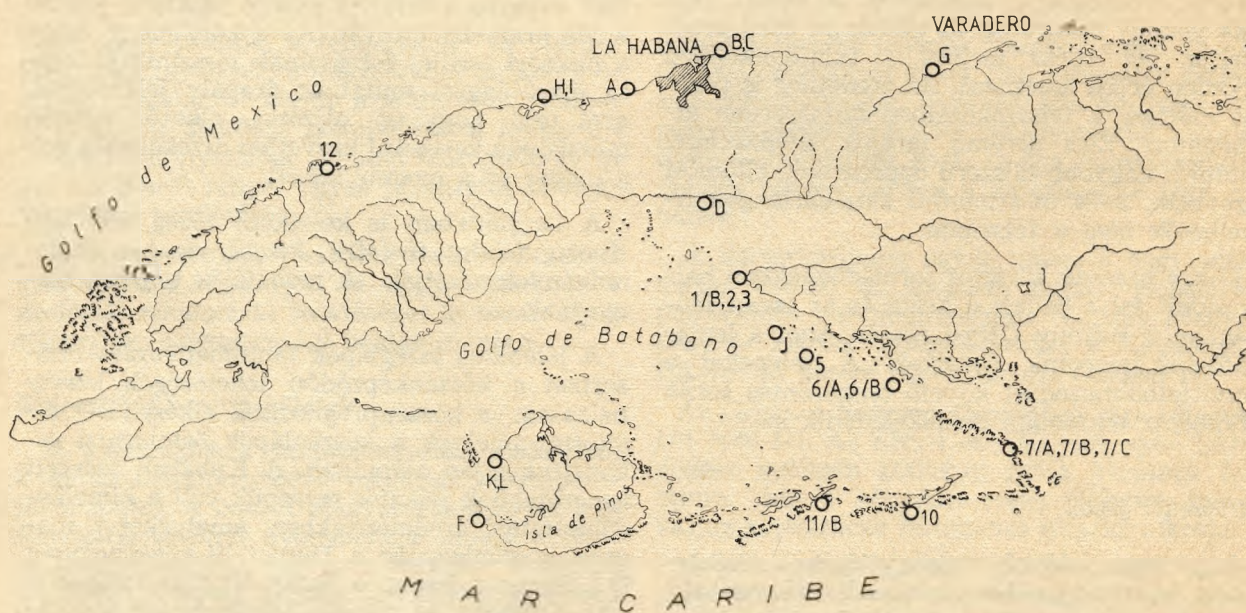 VARADERO
LA HABANA
B,C
G
H,I
A
Golfo de Mexico
12
D
1/B,2,3
Golfo de Batabano
J
5
6/A,6/B
7/A,7/B,7/C
K,L
F
Isla de Pinos
11/B
10
MAR CARIBE